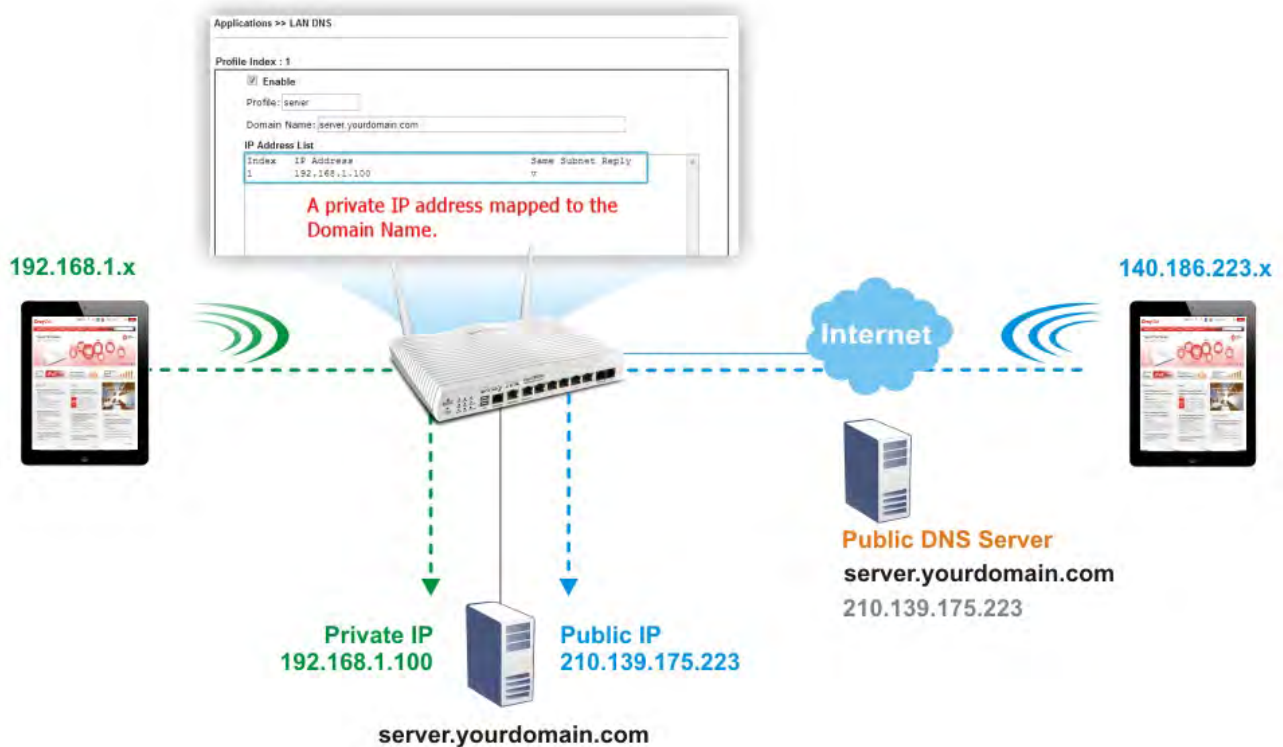 Applications >> LAN DNS
Profile Index : 1
Enable
Profile: server
Domain Name: server.yourdomain.com
IP Address List
Index IP Address Same Subnet Reply
1 192.168.1.100 v
A private IP address mapped to the
Domain Name.
192.168.1.x
140.186.223.x
Internet
Public DNS Server
server.yourdomain.com
210.139.175.223
Private IP
192.168.1.100
Public IP
210.139.175.223
server.yourdomain.com